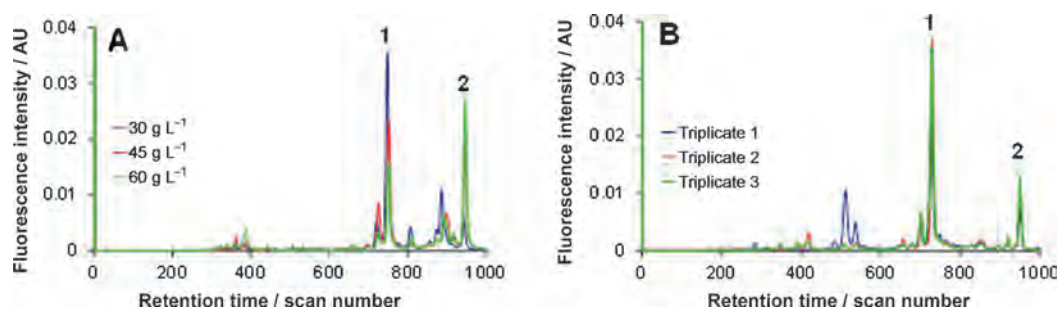 A
Fluorescence intensity / AU
0.04
0.03
0.02
0.01
0
1
2
30 g L⁻¹
45 g L⁻¹
60 g L⁻¹
0 200 400 600 800 1000
Retention time / scan number
B
Fluorescence intensity / AU
0.04
0.03
0.02
0.01
0
1
2
Triplicate 1
Triplicate 2
Triplicate 3
0 200 400 600 800 1000
Retention time / scan number